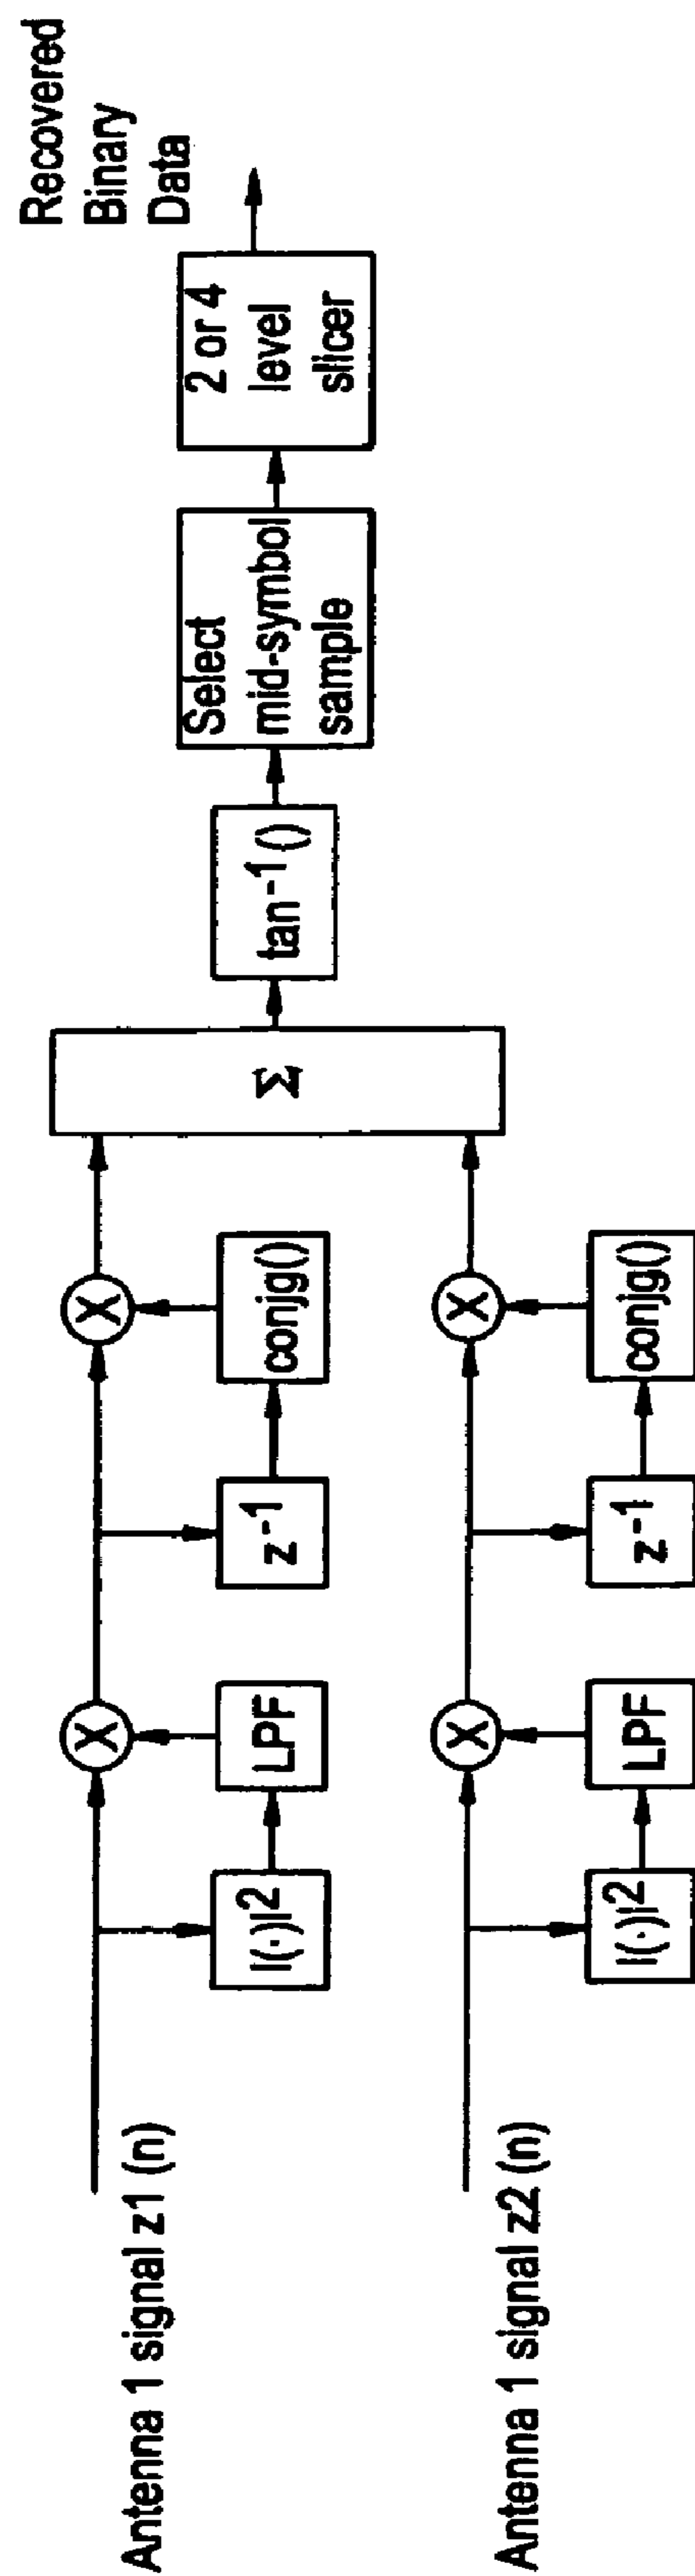 Antenna 1 signal z1 (n)
|(·)|²
LPF
X
z⁻¹
conjg()
X
Antenna 1 signal z2 (n)
|(·)|²
LPF
X
z⁻¹
conjg()
X
Σ
tan⁻¹ ()
Select
mid-symbol
sample
2 or 4
level
slicer
Recovered
Binary
Data